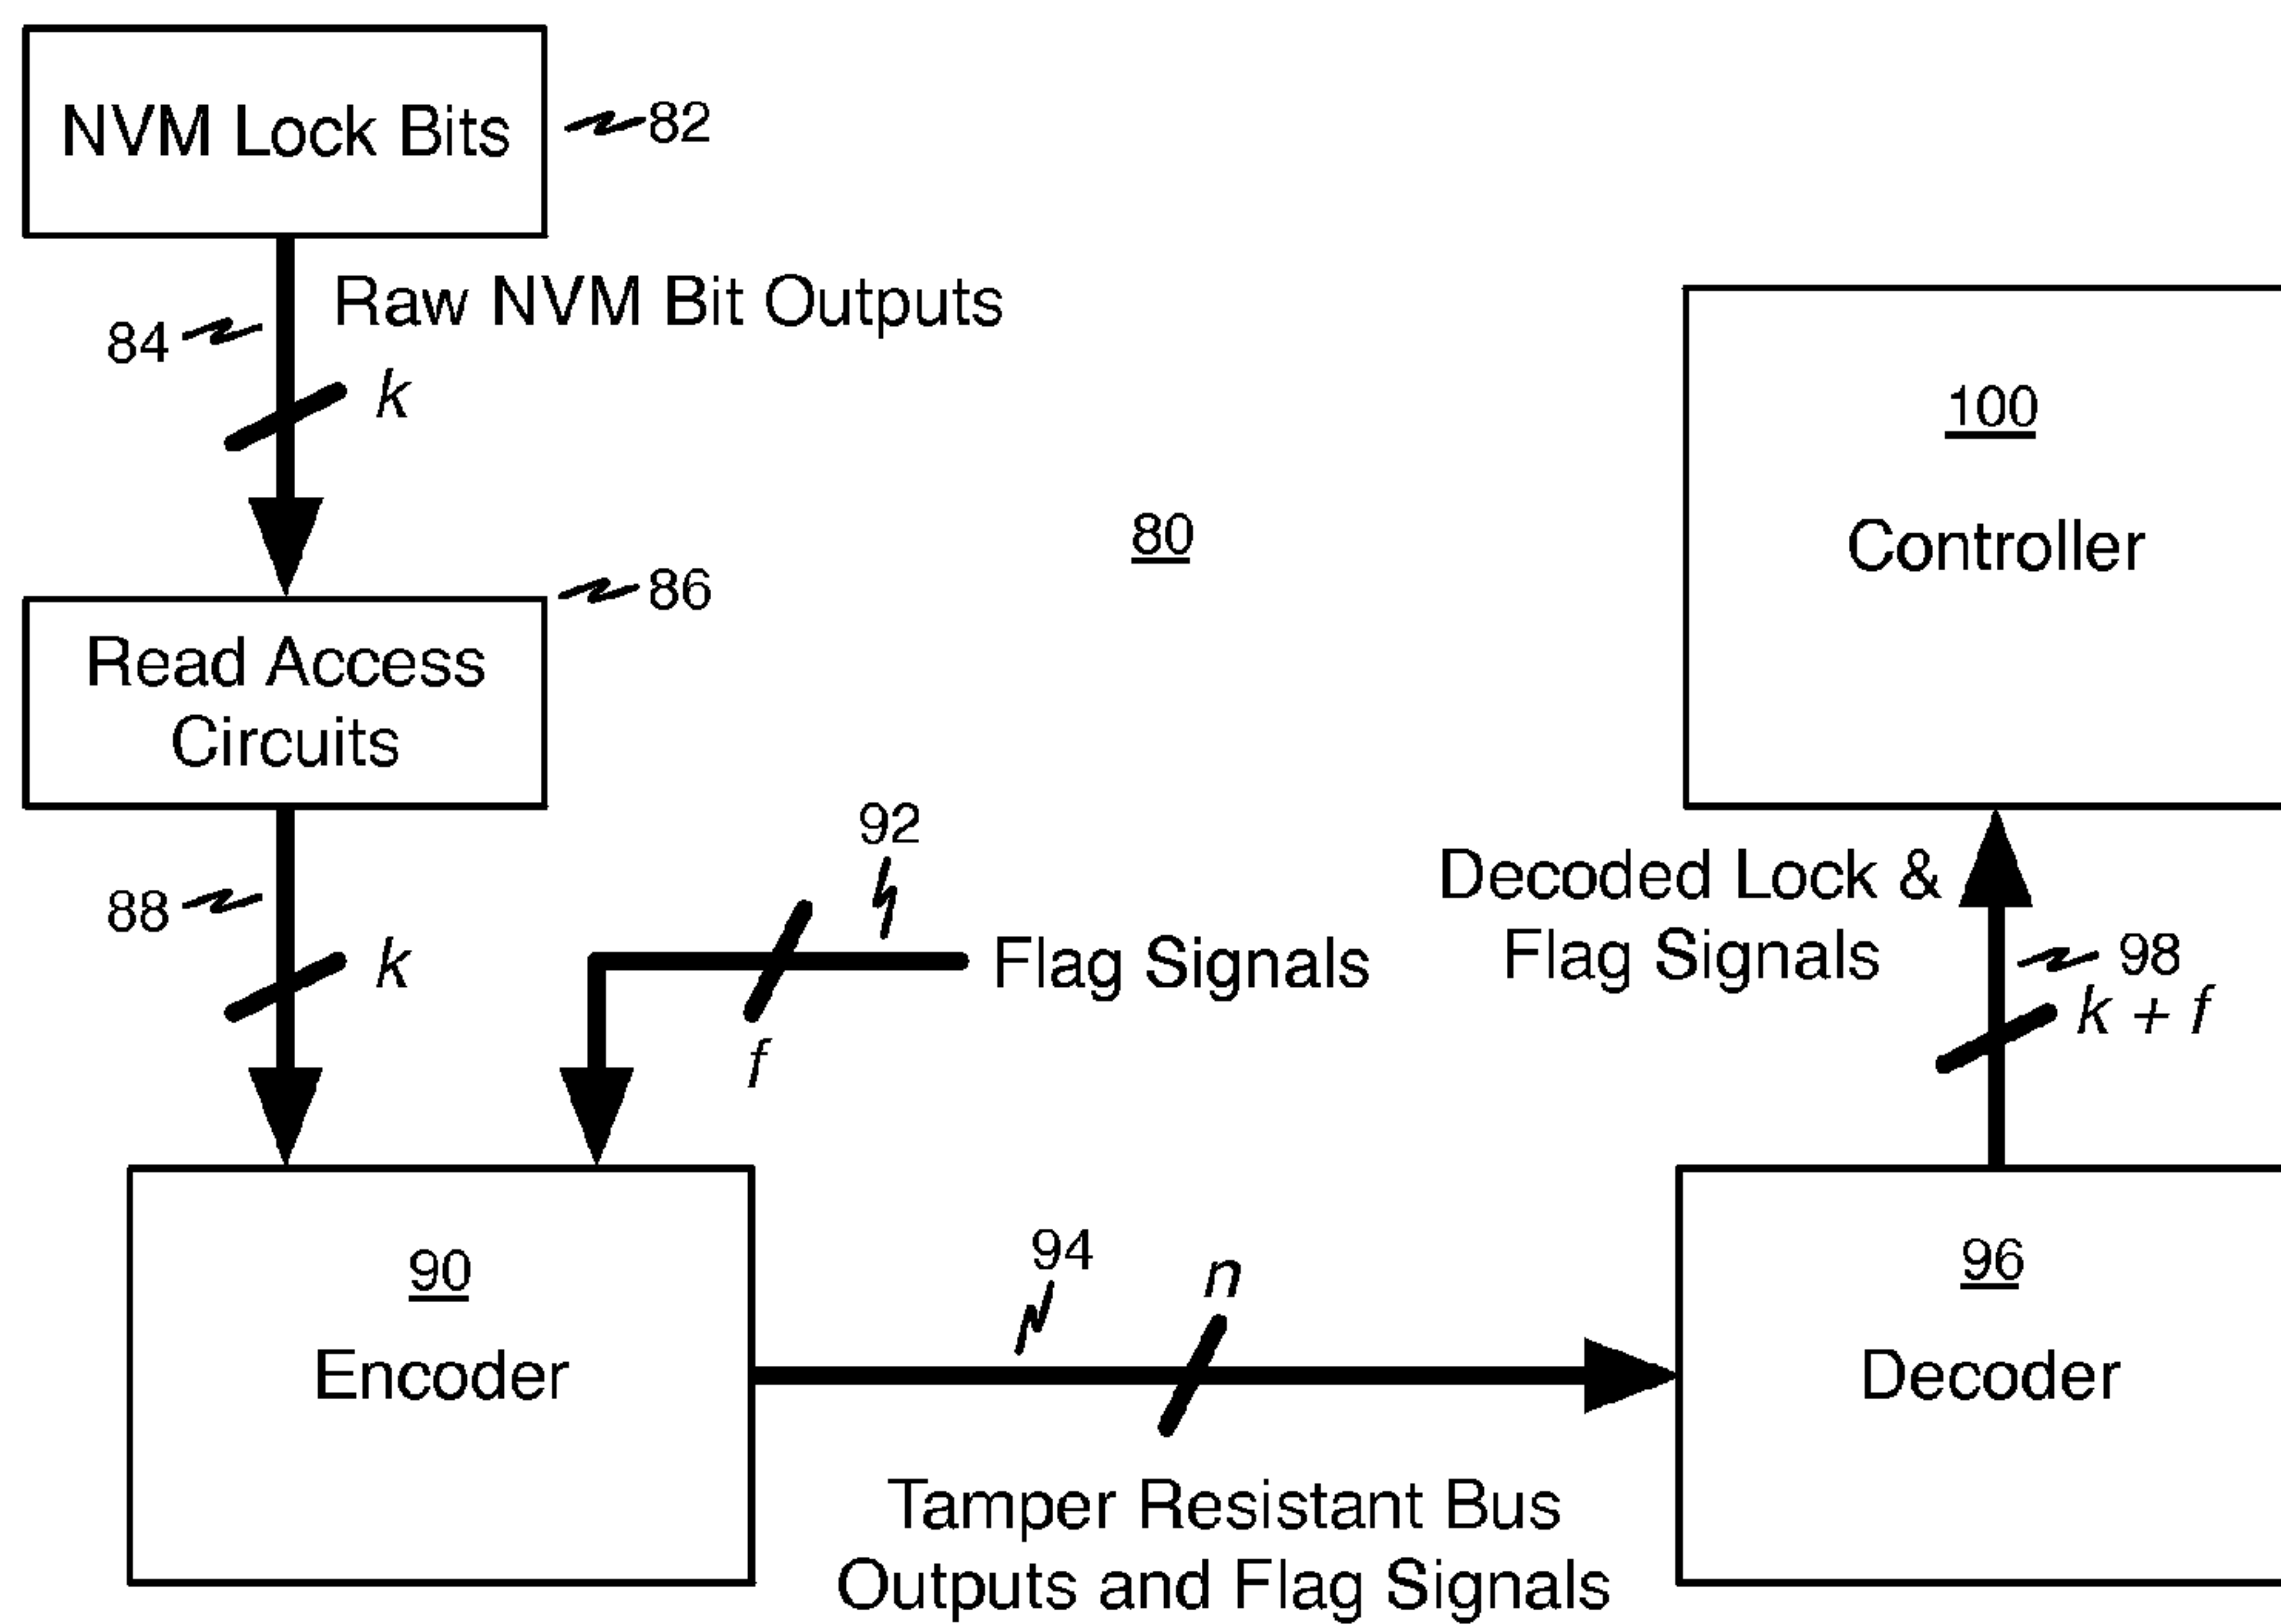 NVM Lock Bits
82
Raw NVM Bit Outputs
84
k
100
Controller
80
86
Read Access
Circuits
92
88
k
Flag Signals
f
Decoded Lock &
Flag Signals
98
k + f
90
Encoder
94
n
96
Decoder
Tamper Resistant Bus
Outputs and Flag Signals